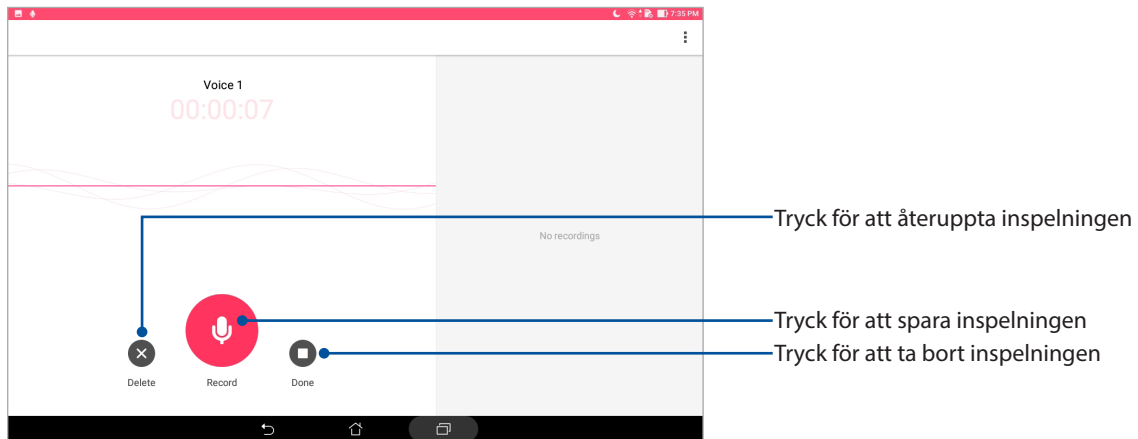 7:35 PM
Voice 1
00:00:07
No recordings
Tryck för att återuppta inspelningen
Tryck för att spara inspelningen
Tryck för att ta bort inspelningen
Delete Record Done